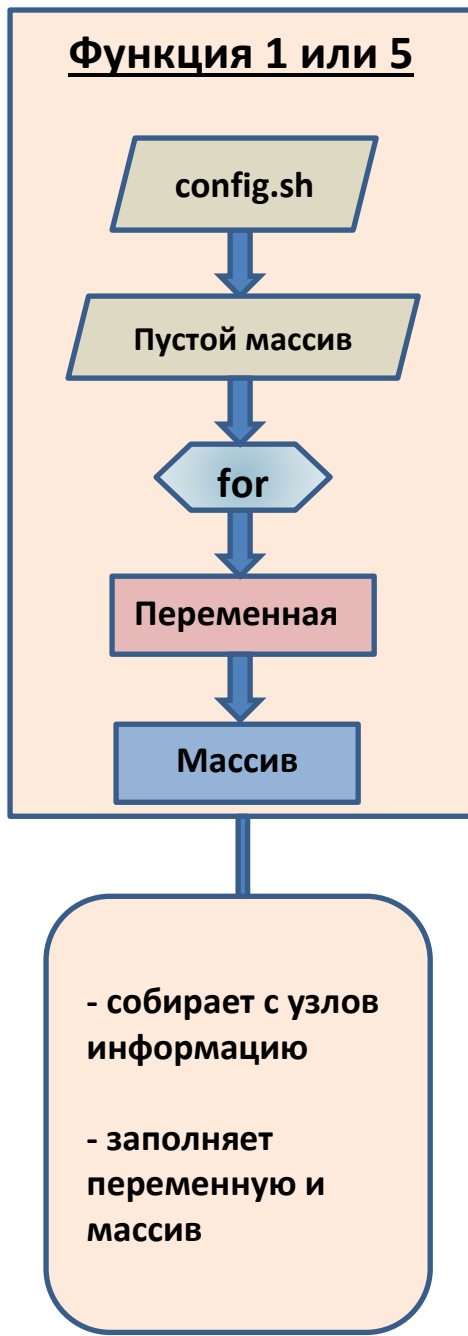 Функция 1 или 5
config.sh
Пустой массив
for
Переменная
Массив
- собирает с узлов
информацию
- заполняет
переменную и
массив